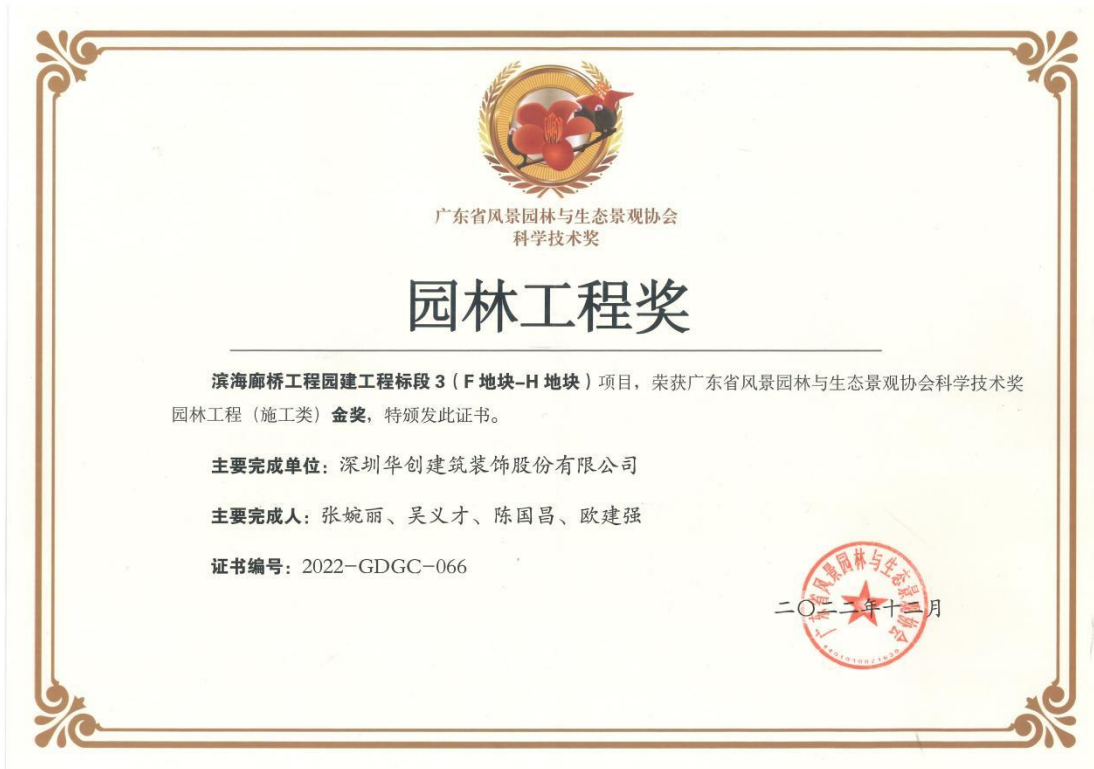 广东省风景园林与生态景观协会
科学技术奖
园林工程奖
滨海廊桥工程园建工程标段 3（F 地块-H 地块）项目，荣获广东省风景园林与生态景观协会科学技术奖
园林工程（施工类）金奖，特颁发此证书。
主要完成单位：深圳华创建筑装饰股份有限公司
主要完成人：张婉丽、吴义才、陈国昌、欧建强
证书编号：2022-GDGC-066
广东省风景园林与生态景观协会
二〇二二年十二月